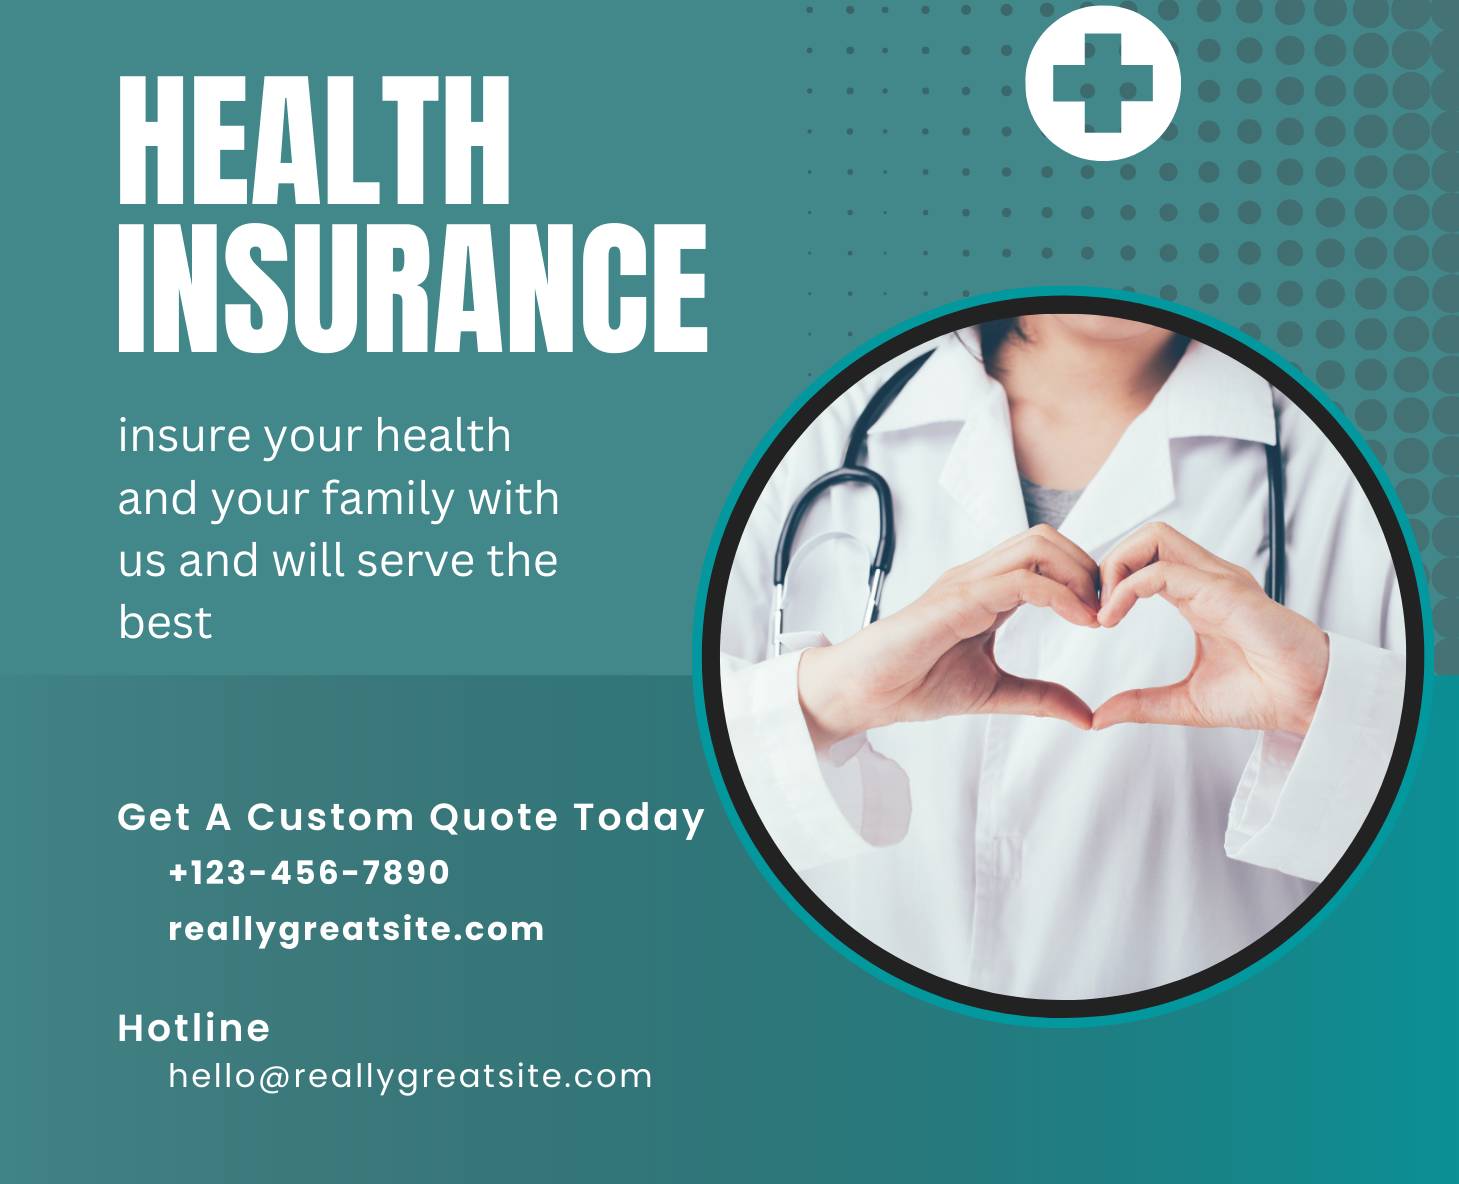 HEALTH
INSURANCE
insure your health
and your family with
us and will serve the
best
Get A Custom Quote Today
+123-456-7890
reallygreatsite.com
Hotline
hello@reallygreatsite.com